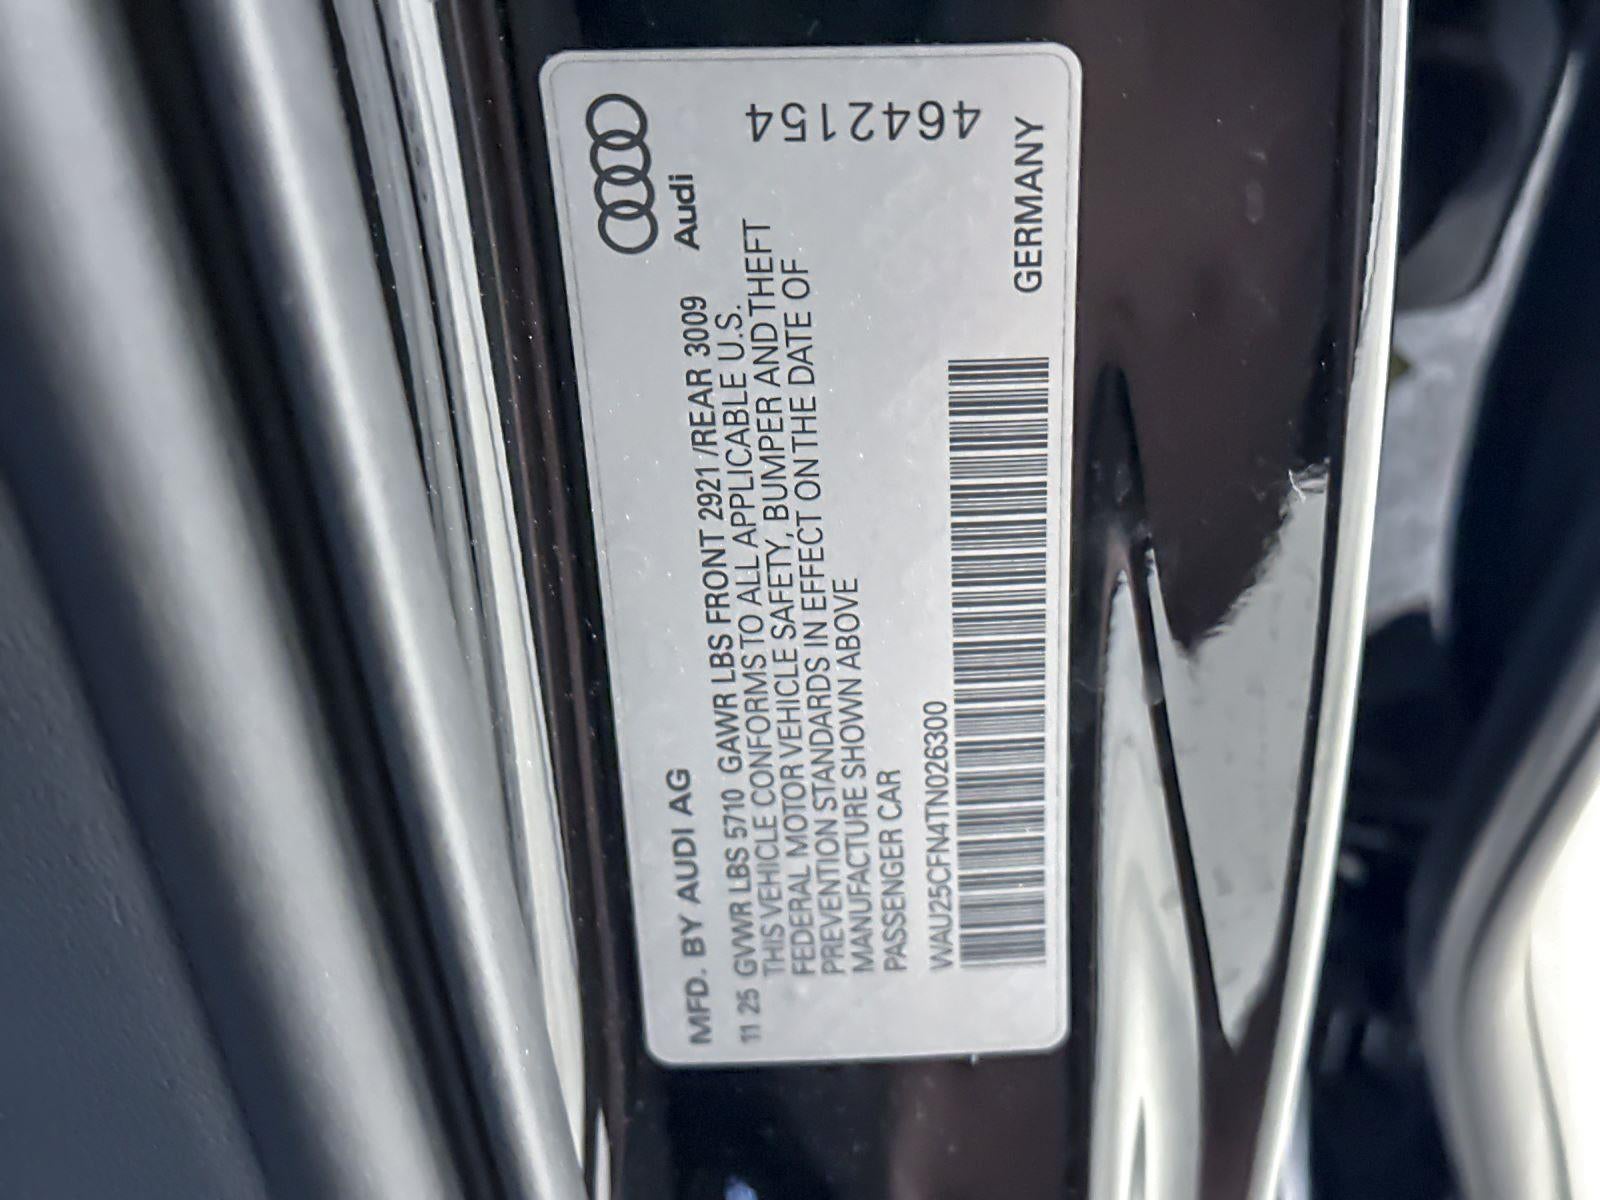 MFD. BY AUDI AG
Audi
11 25 GVWR LBS 5710 GAWR LBS FRONT 2921 /REAR 3009
THIS VEHICLE CONFORMS TO ALL APPLICABLE U.S.
FEDERAL MOTOR VEHICLE SAFETY, BUMPER AND THEFT
PREVENTION STANDARDS IN EFFECT ON THE DATE OF
MANUFACTURE SHOWN ABOVE
PASSENGER CAR
4642154
WAU25CFN4TN026300
GERMANY